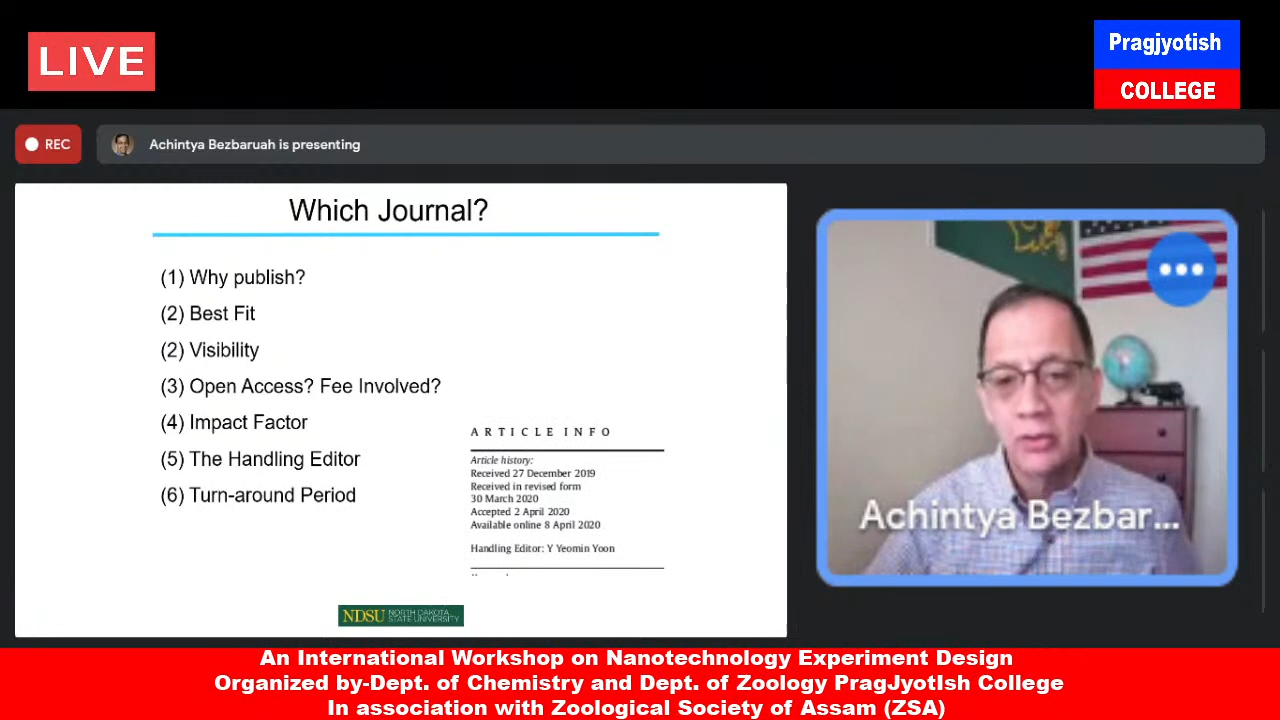 LIVE
Pragjyotish
COLLEGE
REC
Achintya Bezbaruah is presenting
Which Journal?
(1) Why publish?
(2) Best Fit
(2) Visibility
(3) Open Access? Fee Involved?
(4) Impact Factor
(5) The Handling Editor
(6) Turn-around Period
ARTICLE INFO
Article history:
Received 27 December 2019
Received in revised form
30 March 2020
Accepted 2 April 2020
Available online 8 April 2020
Handling Editor: Y Yeomin Yoon
NDSU NORTH DAKOTA
STATE UNIVERSITY
Achintya Bezbar...
An International Workshop on Nanotechnology Experiment Design
Organized by-Dept. of Chemistry and Dept. of Zoology PragJyotIsh College
In association with Zoological Society of Assam (ZSA)